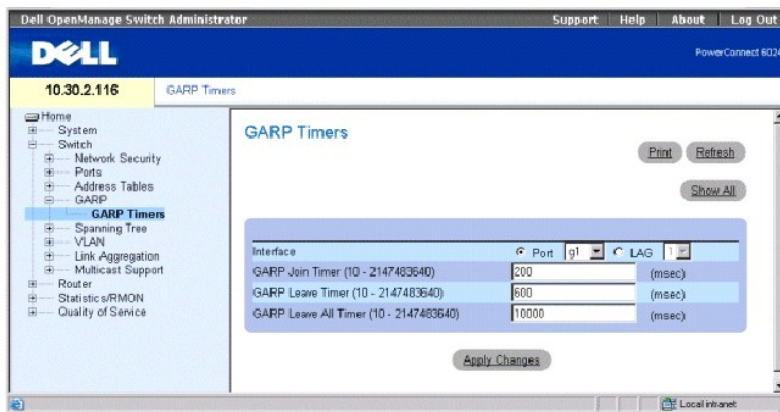 Dell OpenManage Switch Administrator
Support Help About Log Out
DELL
PowerConnect 6024
10.30.2.116
GARP Timers
Home
System
Switch
Network Security
Ports
Address Tables
GARP
GARP Timers
Spanning Tree
VLAN
Link Aggregation
Multicast Support
Router
Statistics/RMON
Quality of Service
GARP Timers
Print Refresh
Show All
Interface Port g1 LAG 1
GARP Join Timer (10 - 2147483640) 200 (msec)
GARP Leave Timer (10 - 2147483640) 600 (msec)
GARP Leave All Timer (10 - 2147483640) 10000 (msec)
Apply Changes
Local intranet